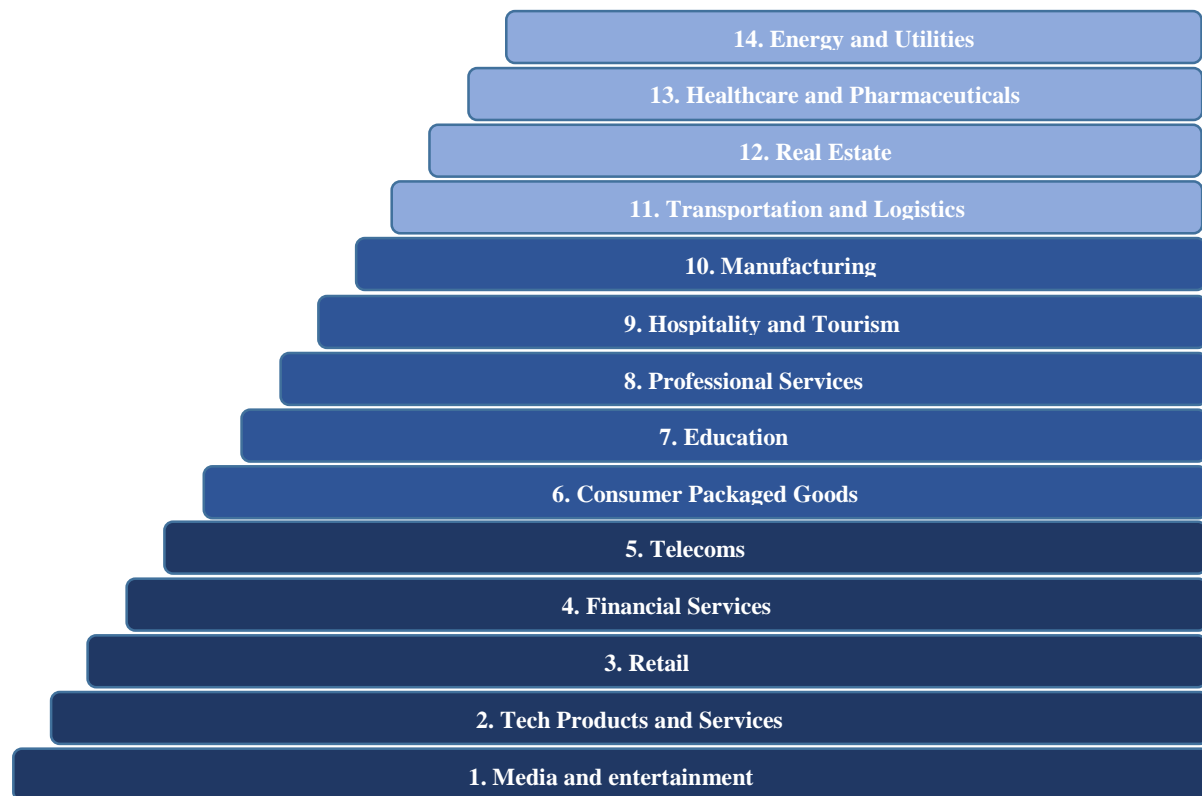 14. Energy and Utilities
13. Healthcare and Pharmaceuticals
12. Real Estate
11. Transportation and Logistics
10. Manufacturing
9. Hospitality and Tourism
8. Professional Services
7. Education
6. Consumer Packaged Goods
5. Telecoms
4. Financial Services
3. Retail
2. Tech Products and Services
1. Media and entertainment